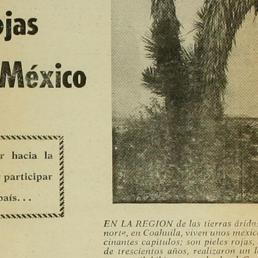 ojas
México
r hacia la
participar
país...
EN LA REGION de las tierras árida
norte, en Coahuila, viven unos mexic
cinantes capítulos; son pieles rojas,
de trescientos años, realizaron un l